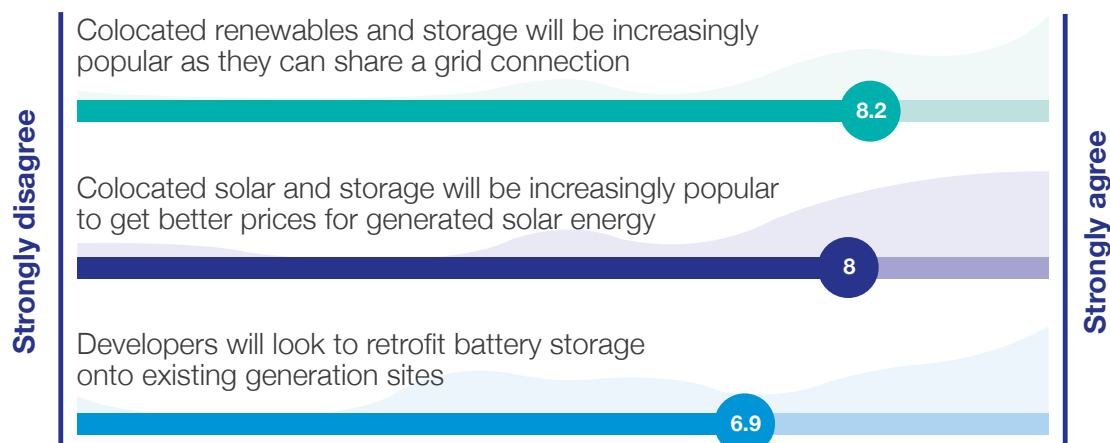 Strongly disagree
Colocated renewables and storage will be increasingly
popular as they can share a grid connection
8.2
Colocated solar and storage will be increasingly popular
to get better prices for generated solar energy
8
Developers will look to retrofit battery storage
onto existing generation sites
6.9
Strongly agree